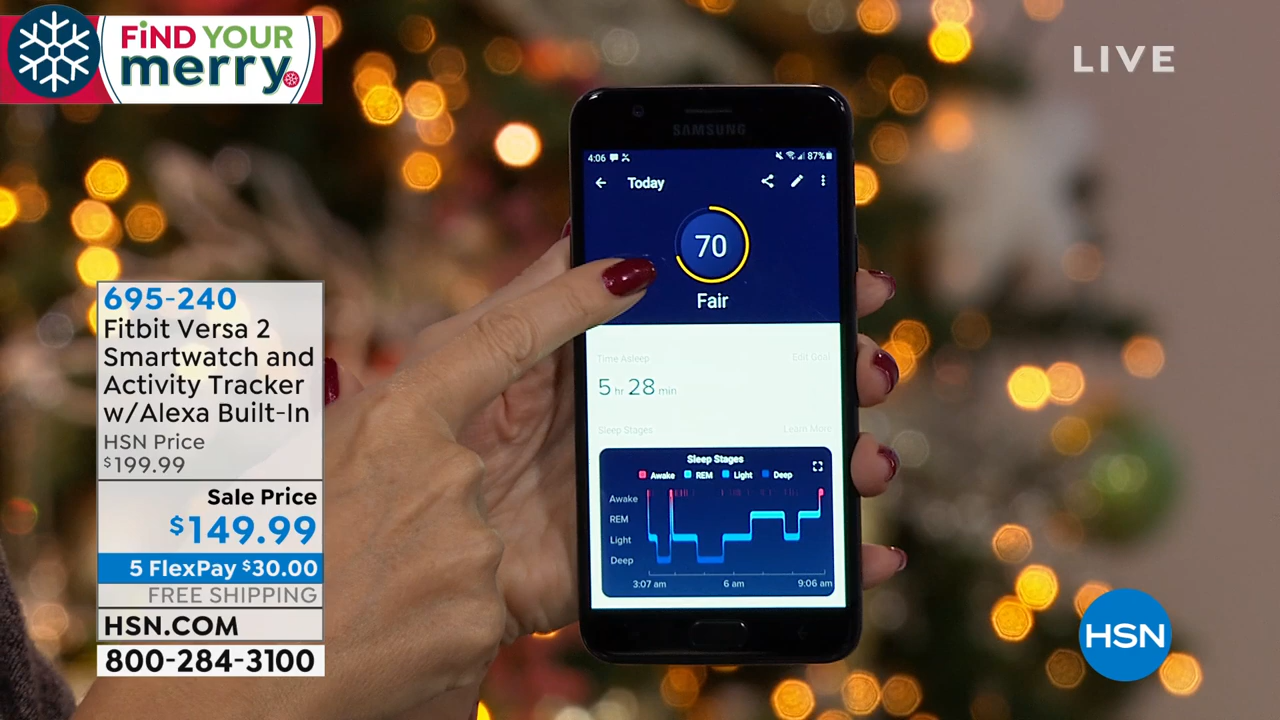 FiND YOUR
merry
LIVE
695-240
Fitbit Versa 2
Smartwatch and
Activity Tracker
w/Alexa Built-In
HSN Price
$199.99
Sale Price
$149.99
5 FlexPay $30.00
FREE SHIPPING
HSN.COM
800-284-3100
SAMSUNG
4:06
87%
Today
70
Fair
Time Asleep Edit Goal
5 hr 28 min
Sleep Stages Learn More
Sleep Stages
Awake REM Light Deep
Awake
REM
Light
Deep
3:07 am 6 am 9:06 am
HSN